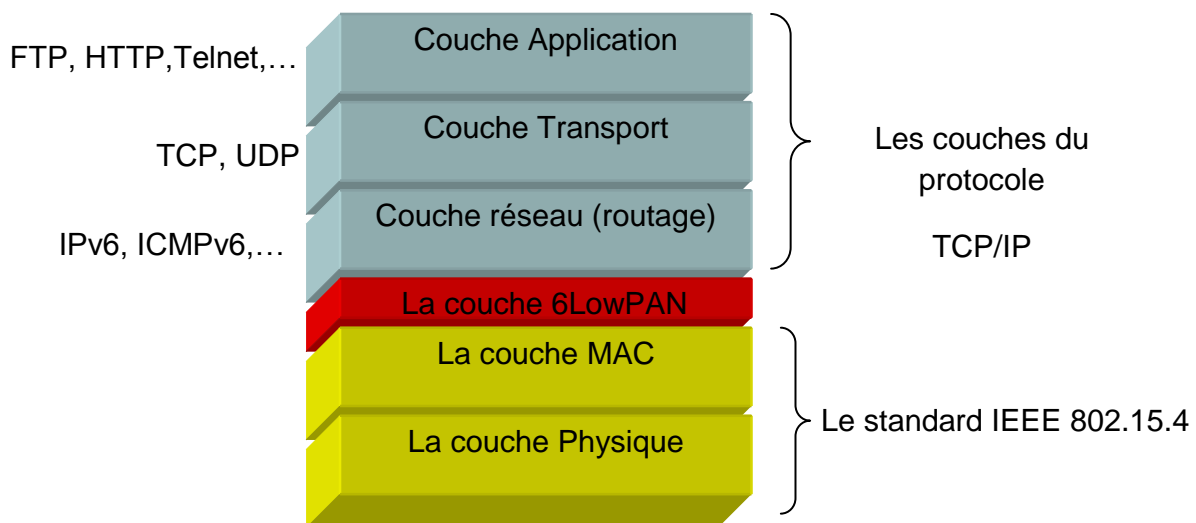 Couche Application
FTP, HTTP,Telnet,…
Couche Transport
TCP, UDP
Couche réseau (routage)
IPv6, ICMPv6,…
Les couches du
protocole
TCP/IP
La couche 6LowPAN
La couche MAC
La couche Physique
Le standard IEEE 802.15.4